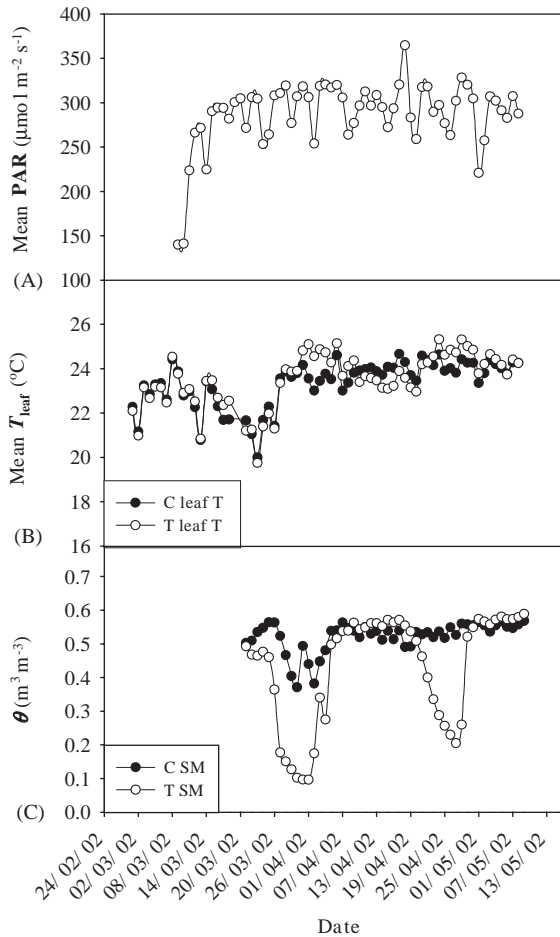 400
350
300
250
200
150
100
Mean PAR (µmo l m-2 s-1)
(A)
26
24
22
20
18
16
Mean Tleaf (ºC)
C leaf T
T leaf T
(B)
0.7
0.6
0.5
0.4
0.3
0.2
0.1
0.0
θ (m3 m-3)
C SM
T SM
(C)
24/ 02/ 02
02/ 03/ 02
08/ 03/ 02
14/ 03/ 02
20/ 03/ 02
26/ 03/ 02
01/ 04/ 02
07/ 04/ 02
13/ 04/ 02
19/ 04/ 02
25/ 04/ 02
01/ 05/ 02
07/ 05/ 02
13/ 05/ 02
Date